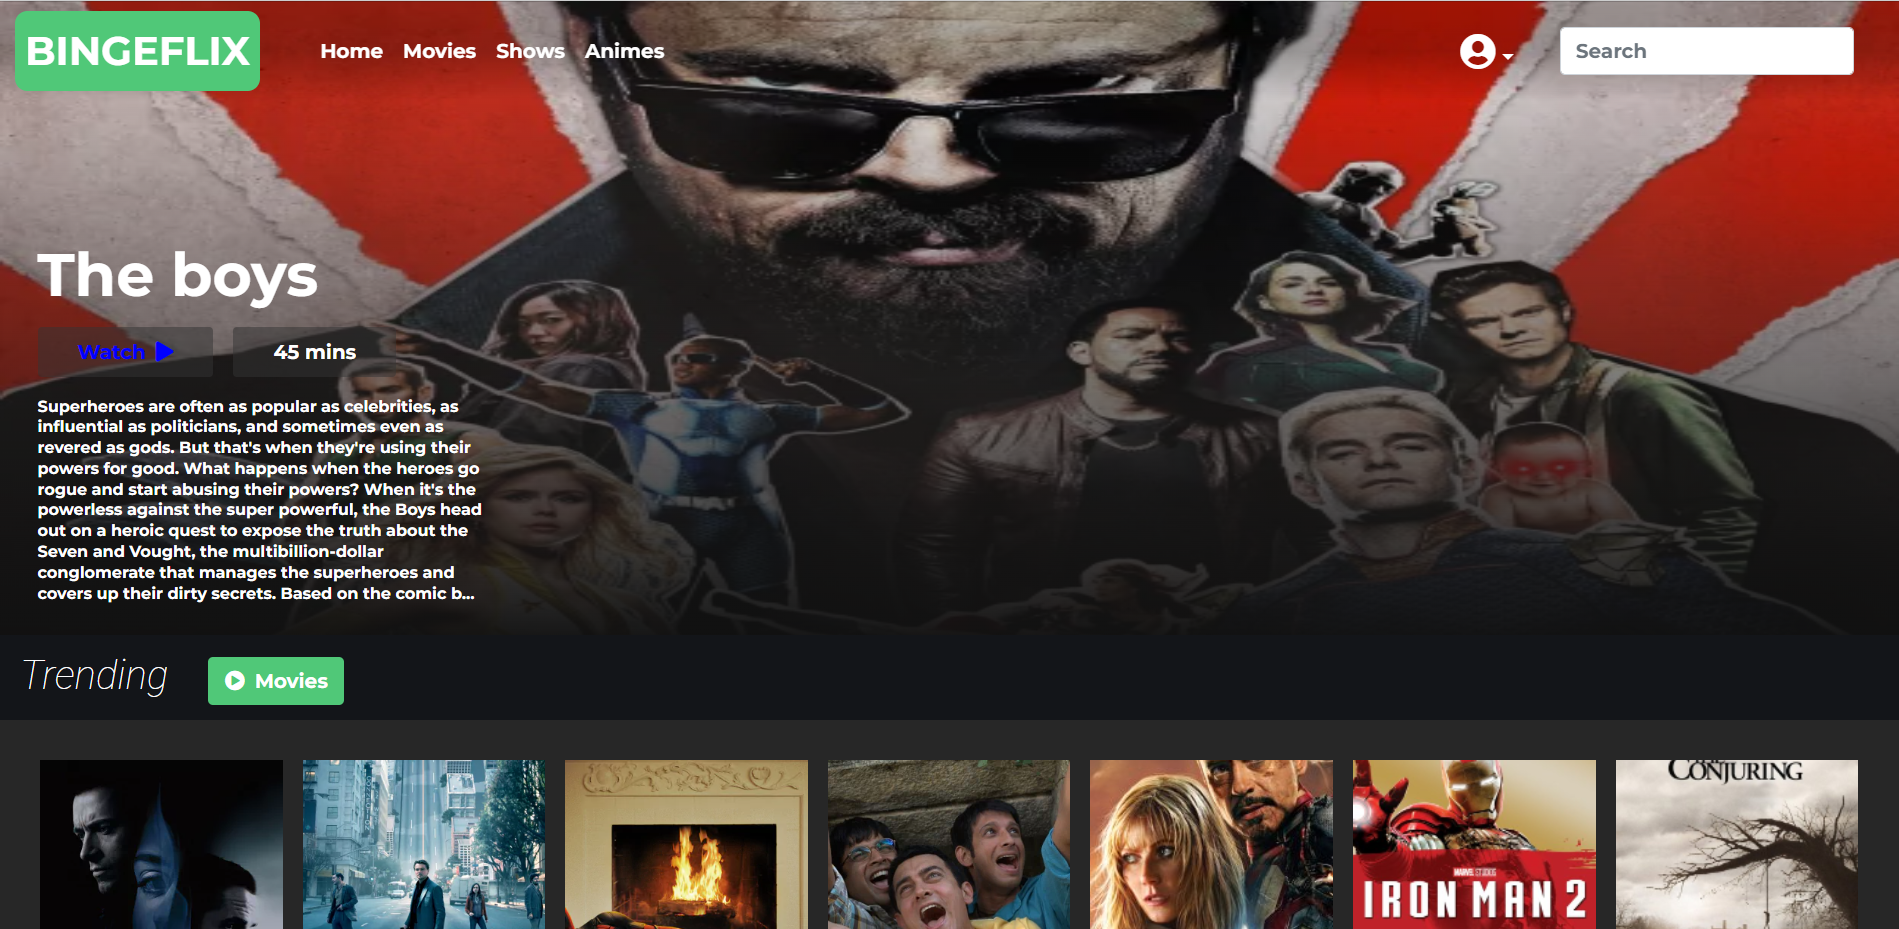 BINGEFLIX
Home Movies Shows Animes
Search
The boys
Watch
45 mins
Superheroes are often as popular as celebrities, as
influential as politicians, and sometimes even as
revered as gods. But that's when they're using their
powers for good. What happens when the heroes go
rogue and start abusing their powers? When it's the
powerless against the super powerful, the Boys head
out on a heroic quest to expose the truth about the
Seven and Vought, the multibillion-dollar
conglomerate that manages the superheroes and
covers up their dirty secrets. Based on the comic b...
Trending
Movies
MARVEL STUDIOS
IRON MAN 2
CONJURING